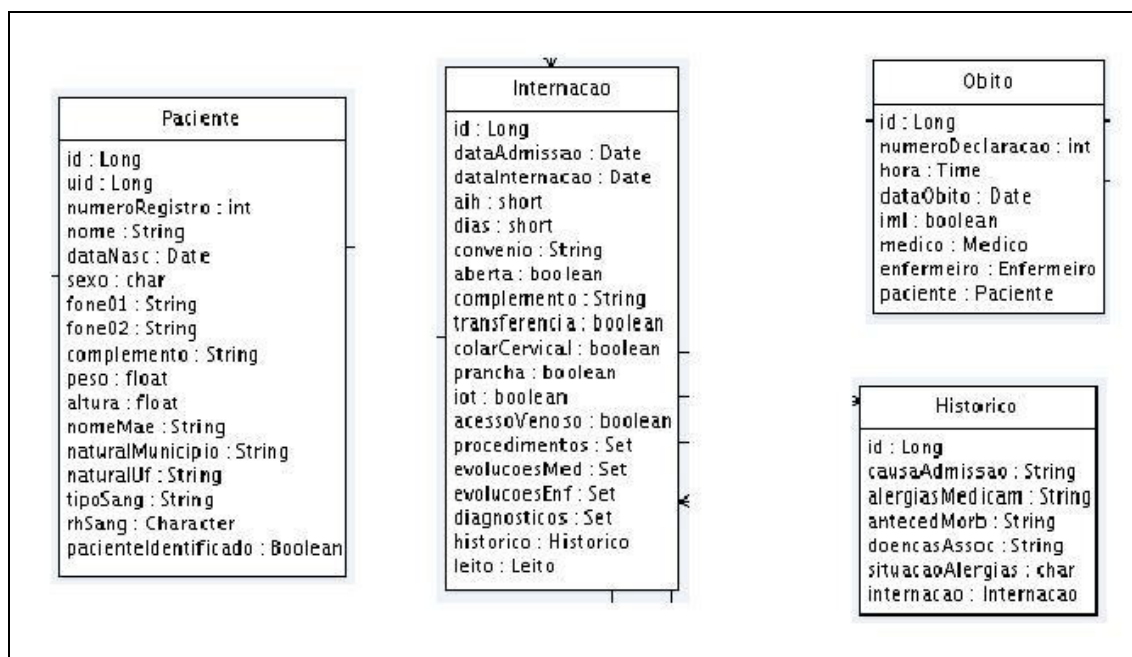 Paciente
id : Long
uid : Long
numeroRegistro : int
nome : String
dataNasc : Date
sexo : char
fone01 : String
fone02 : String
complemento : String
peso : float
altura : float
nomeMae : String
naturalMunicipio : String
naturalUf : String
tipoSang : String
rhSang : Character
pacienteIdentificado : Boolean
Internacao
id : Long
dataAdmissao : Date
dataInternacao : Date
aih : short
dias : short
convenio : String
aberta : boolean
complemento : String
transferencia : boolean
colarCervical : boolean
prancha : boolean
iot : boolean
acessoVenoso : boolean
procedimentos : Set
evolucoesMed : Set
evolucoesEnf : Set
diagnosticos : Set
historico : Historico
leito : Leito
Obito
id : Long
numeroDeclaracao : int
hora : Time
dataObito : Date
iml : boolean
medico : Medico
enfermeiro : Enfermeiro
paciente : Paciente
Historico
id : Long
causaAdmissao : String
alergiasMedicam : String
antecedMorb : String
doencasAssoc : String
situacaoAlergias : char
internacao : Internacao